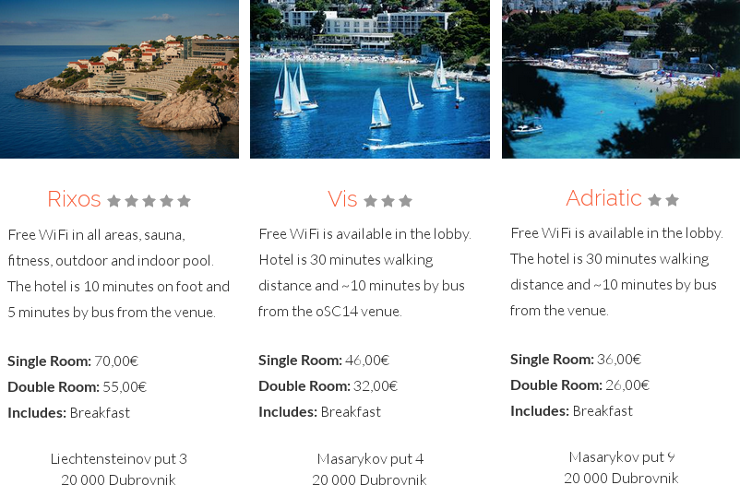 Rixos
Free WiFi in all areas, sauna,
fitness, outdoor and indoor pool.
The hotel is 10 minutes on foot and
5 minutes by bus from the venue.
Single Room: 70,00€
Double Room: 55,00€
Includes: Breakfast
Liechtensteinov put 3
20 000 Dubrovnik
Vis
Free WiFi is available in the lobby.
Hotel is 30 minutes walking
distance and ~10 minutes by bus
from the oSC14 venue.
Single Room: 46,00€
Double Room: 32,00€
Includes: Breakfast
Masarykov put 4
20 000 Dubrovnik
Adriatic
Free WiFi is available in the lobby.
The hotel is 30 minutes walking
distance and ~10 minutes by bus
from the venue.
Single Room: 36,00€
Double Room: 26,00€
Includes: Breakfast
Masarykov put 9
20 000 Dubrovnik